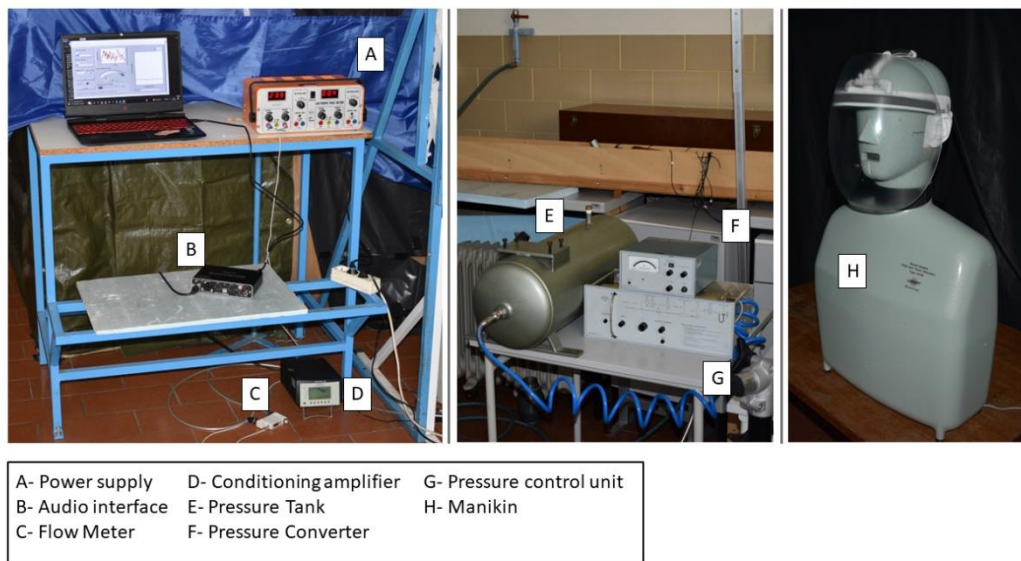 A
B
C
D
E
F
G
H
A- Power supply D- Conditioning amplifier G- Pressure control unit
B- Audio interface E- Pressure Tank H- Manikin
C- Flow Meter F- Pressure Converter